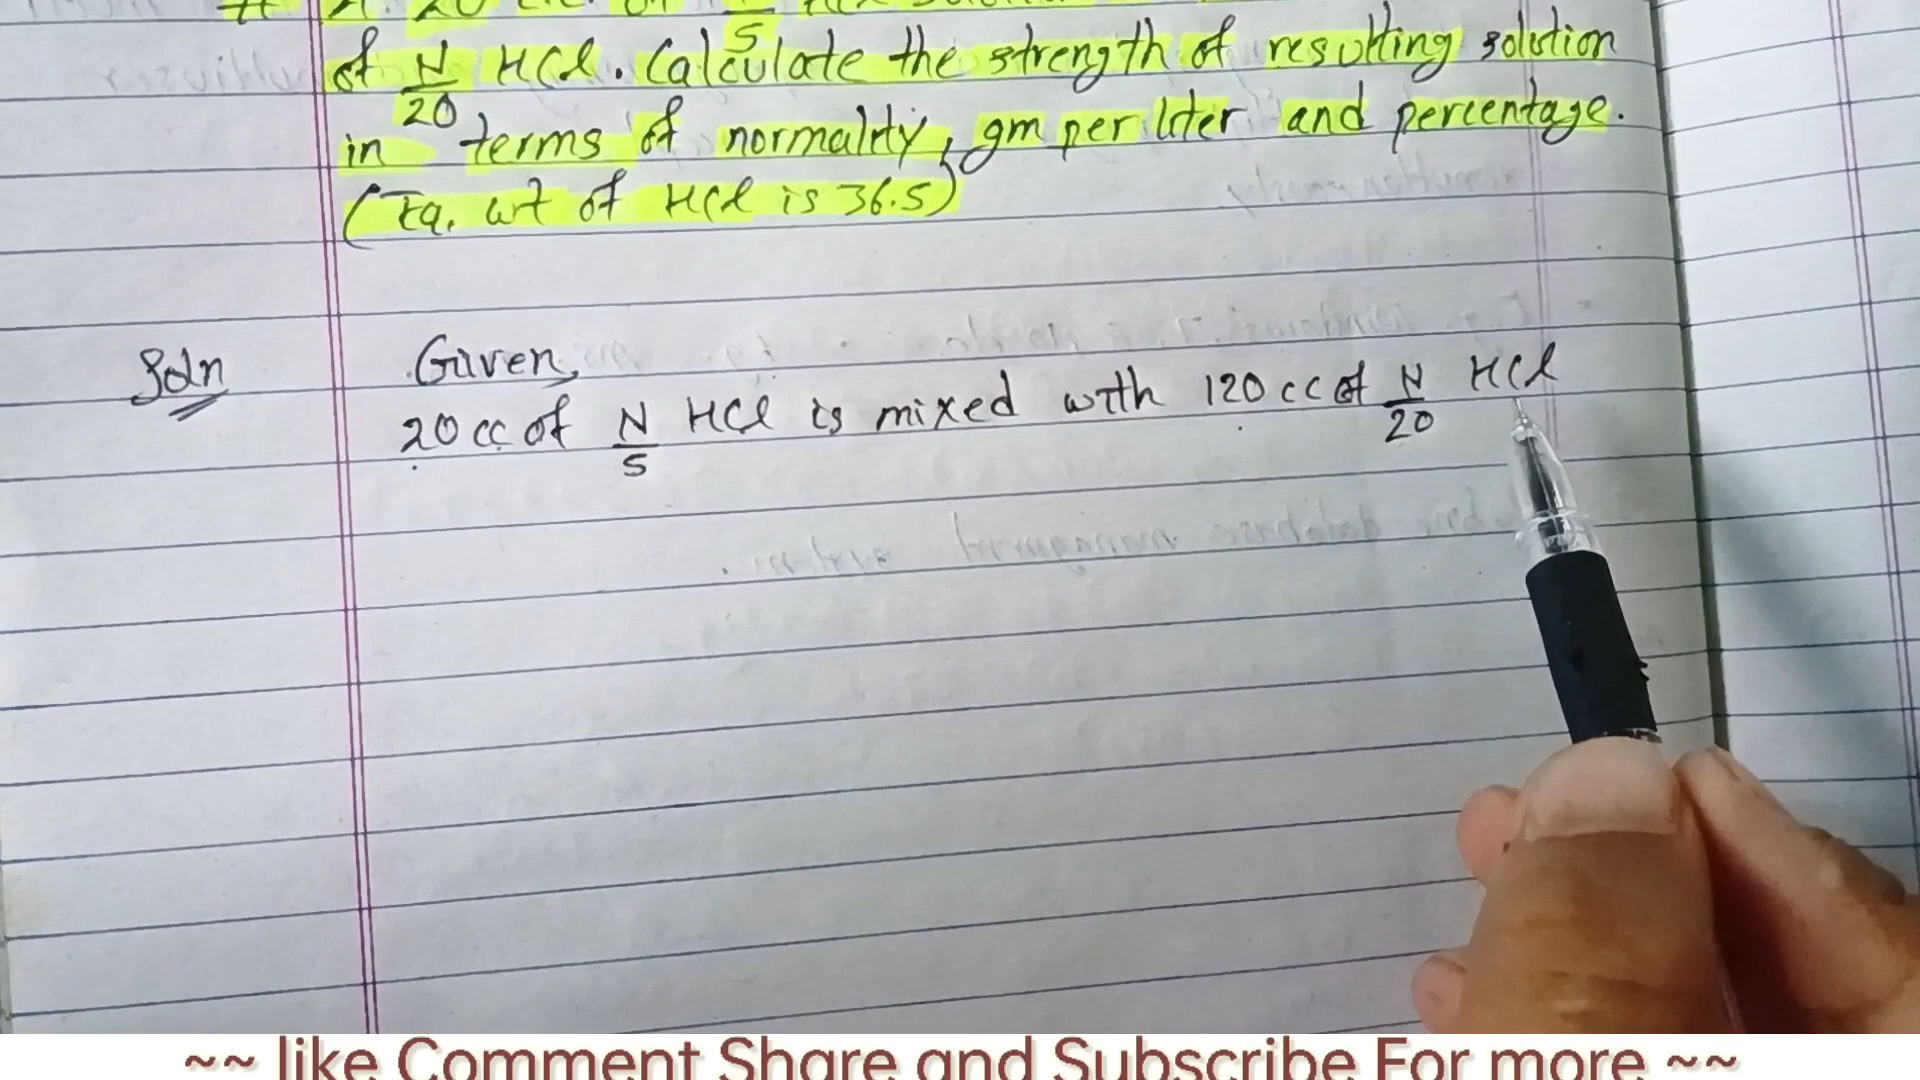 5
of N/20 HCl. Calculate the strength of resulting solution
in terms of normality, gm per liter and percentage.
(Eq. wt of HCl is 36.5)
Soln Given,
20 cc of N/5 HCl is mixed with 120 cc of N/20 HCl
~~ like Comment Share and Subscribe For more ~~